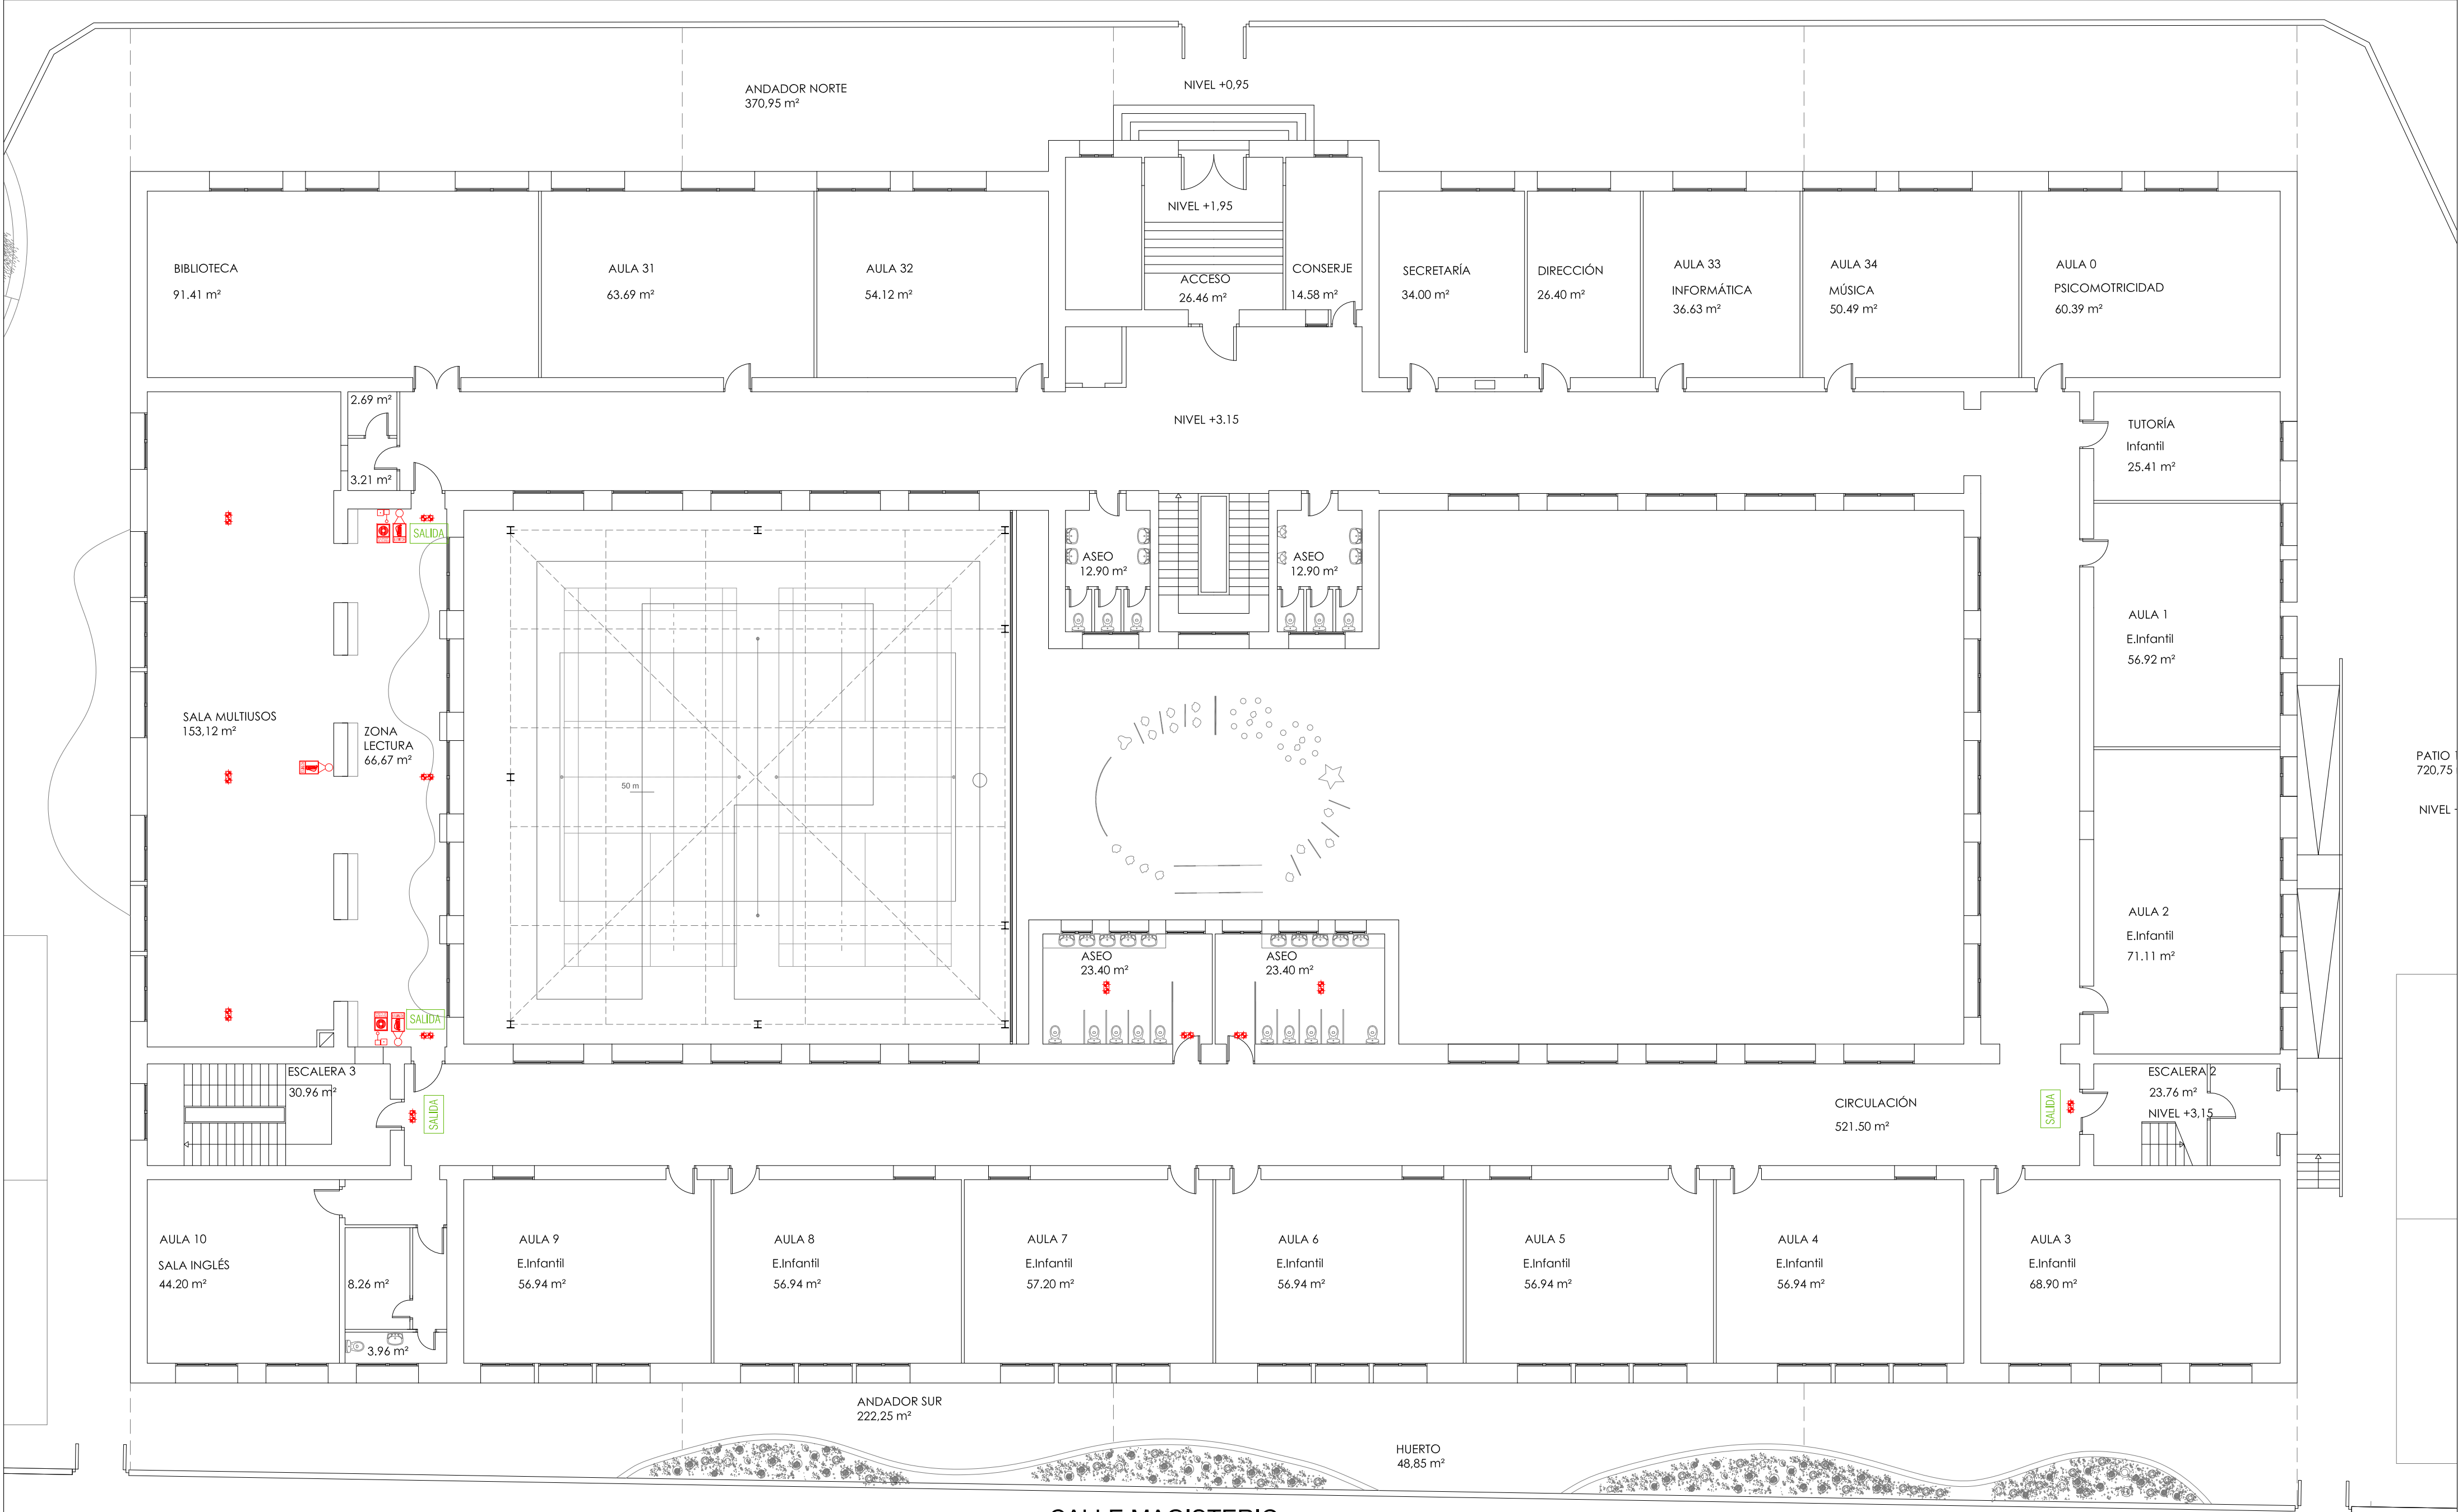 NIVEL +0,95
ANDADOR NORTE
370,95 m²
NIVEL +1,95
BIBLIOTECA
91.41 m²
AULA 31
63.69 m²
AULA 32
54.12 m²
ACCESO
26.46 m²
CONSERJE
14.58 m²
SECRETARÍA
34.00 m²
DIRECCIÓN
26.40 m²
AULA 33
INFORMÁTICA
36.63 m²
AULA 34
MÚSICA
50.49 m²
AULA 0
PSICOMOTRICIDAD
60.39 m²
2.69 m²
3.21 m²
NIVEL +3.15
TUTORÍA
Infantil
25.41 m²
SALIDA
ASEO
12.90 m²
ASEO
12.90 m²
AULA 1
E.Infantil
56.92 m²
SALA MULTIUSOS
153,12 m²
ZONA
LECTURA
66,67 m²
50 m
PATIO 1
720,75
NIVEL
AULA 2
E.Infantil
71.11 m²
ASEO
23.40 m²
ASEO
23.40 m²
SALIDA
ESCALERA 3
30.96 m²
SALIDA
CIRCULACIÓN
521.50 m²
SALIDA
ESCALERA 2
23.76 m²
NIVEL +3,15
AULA 10
SALA INGLÉS
44.20 m²
8.26 m²
3.96 m²
AULA 9
E.Infantil
56.94 m²
AULA 8
E.Infantil
56.94 m²
AULA 7
E.Infantil
57.20 m²
AULA 6
E.Infantil
56.94 m²
AULA 5
E.Infantil
56.94 m²
AULA 4
E.Infantil
56.94 m²
AULA 3
E.Infantil
68.90 m²
ANDADOR SUR
222,25 m²
HUERTO
48,85 m²
CALLE MAGISTERIO